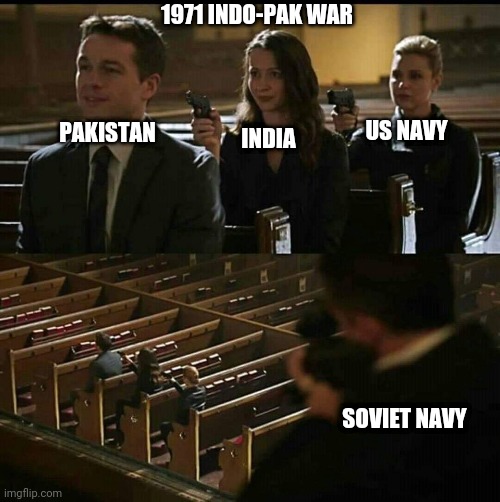 1971 INDO-PAK WAR
PAKISTAN
INDIA
US NAVY
SOVIET NAVY
imgflip.com